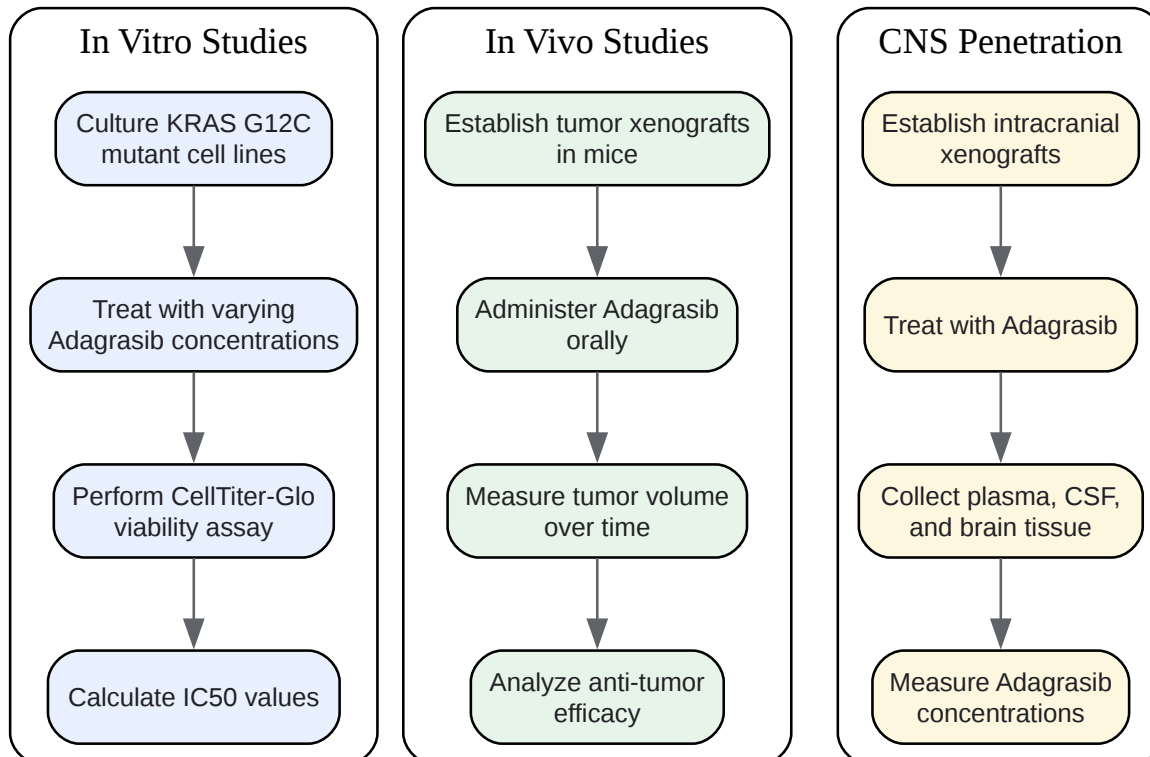 In Vitro Studies
Culture KRAS G12C
mutant cell lines
Treat with varying
Adagrasib concentrations
Perform CellTiter-Glo
viability assay
Calculate IC50 values
In Vivo Studies
Establish tumor xenografts
in mice
Administer Adagrasib
orally
Measure tumor volume
over time
Analyze anti-tumor
efficacy
CNS Penetration
Establish intracranial
xenografts
Treat with Adagrasib
Collect plasma, CSF,
and brain tissue
Measure Adagrasib
concentrations